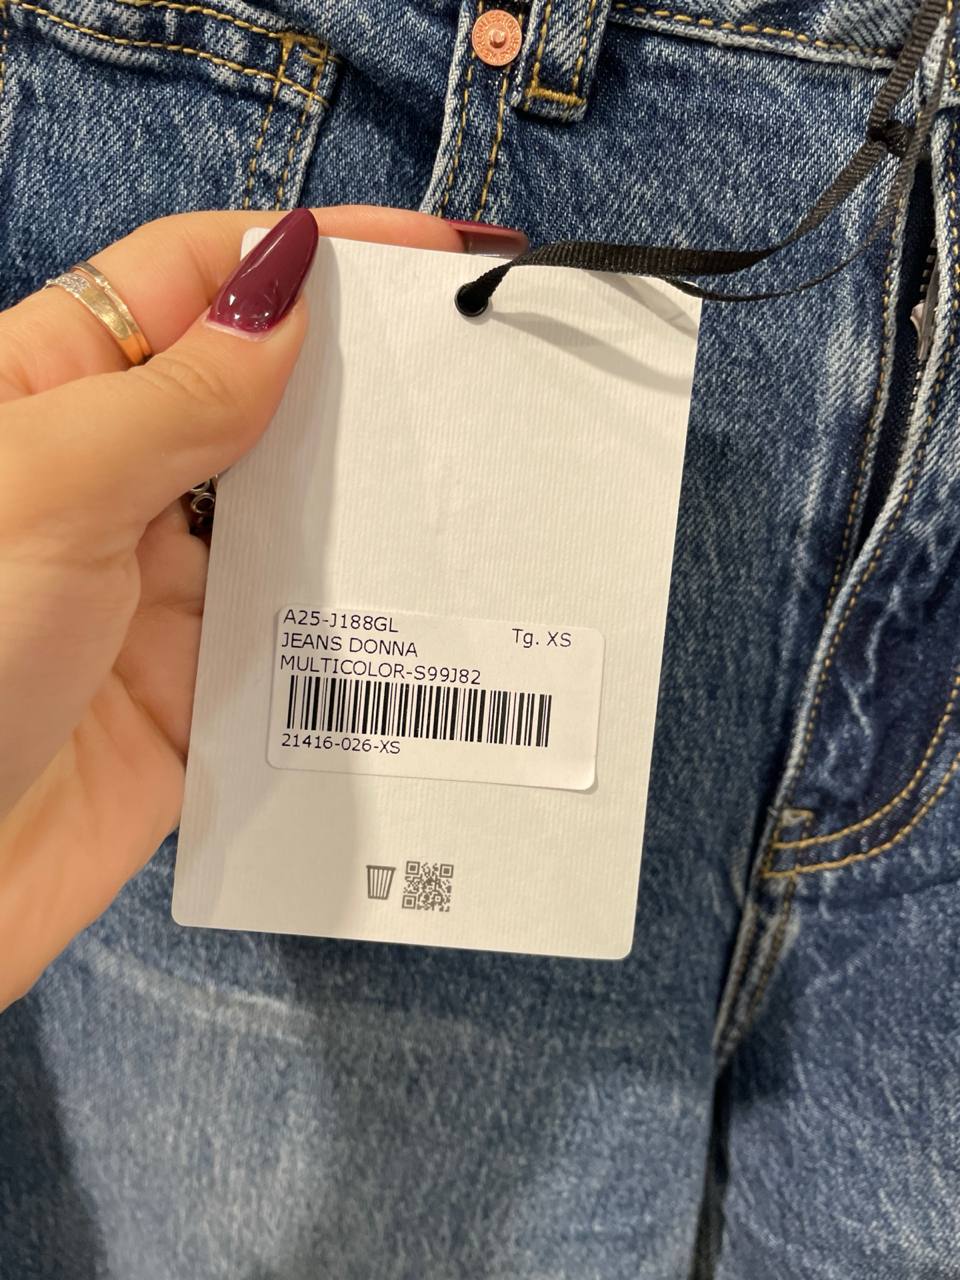 A25-J188GL
JEANS DONNA
Tg. XS
MULTICOLOR-S99J82
21416-026-XS